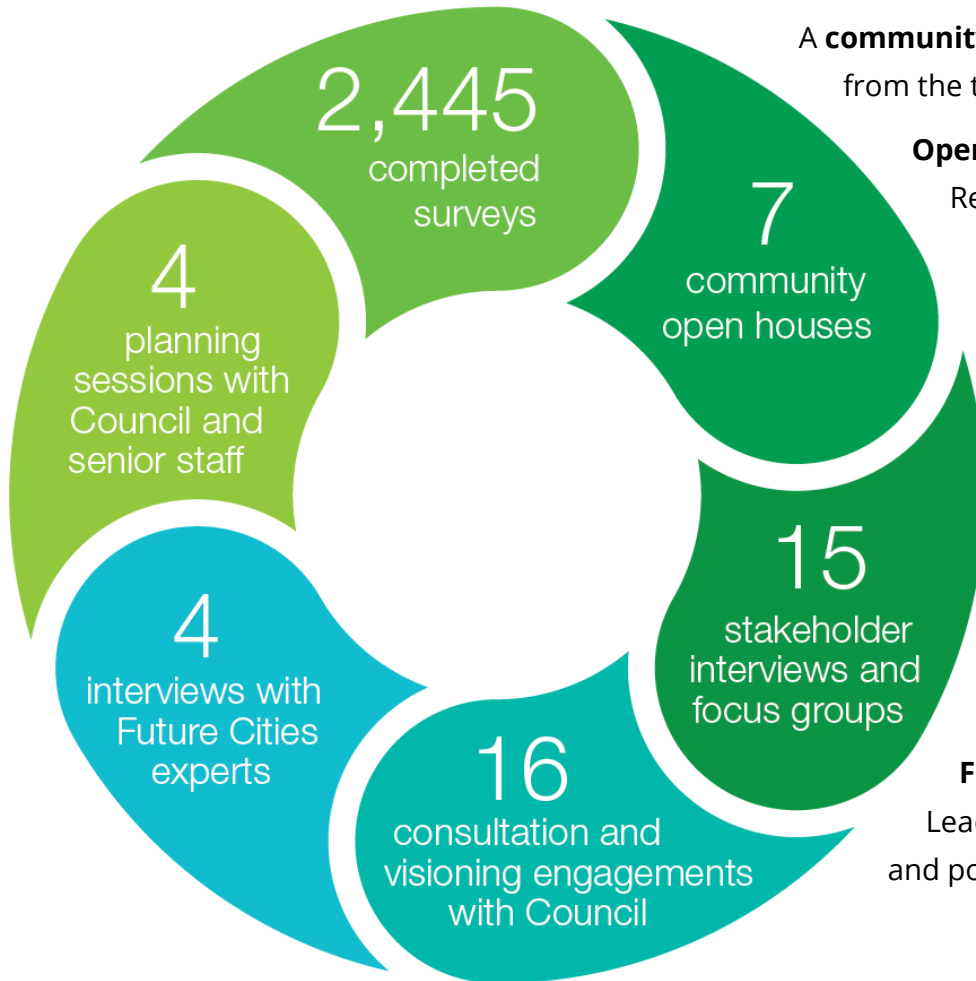 2,445
completed
surveys
7
community
open houses
15
stakeholder
interviews and
focus groups
16
consultation and
visioning engagements
with Council
4
interviews with
Future Cities
experts
4
planning
sessions with
Council and
senior staff
A
from the
and